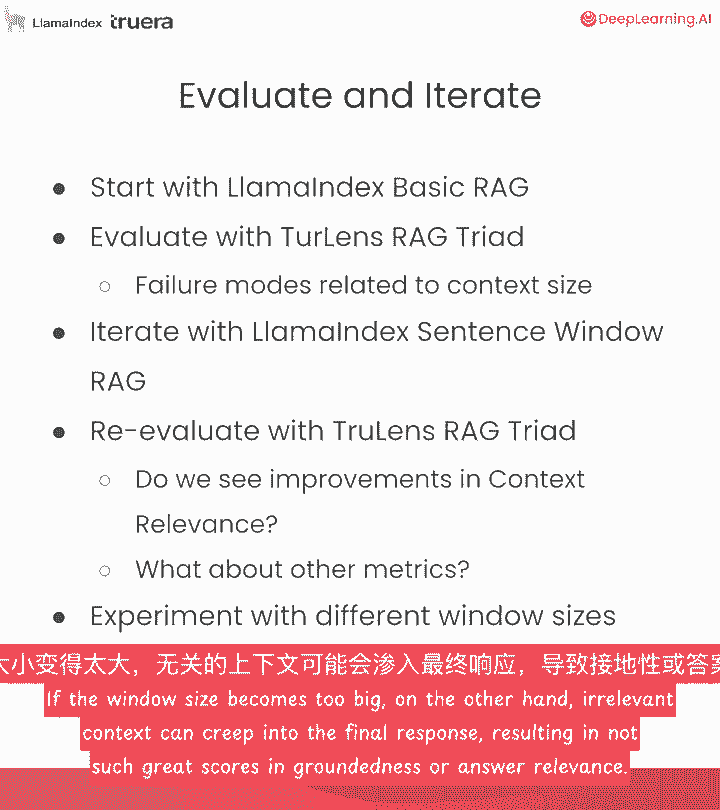 LlamaIndex truera DeepLearning.AI
Evaluate and Iterate
● Start with LlamaIndex Basic RAG
● Evaluate with TurLens RAG Triad
○ Failure modes related to context size
● Iterate with LlamaIndex Sentence Window
RAG
● Re-evaluate with TruLens RAG Triad
○ Do we see improvements in Context
Relevance?
○ What about other metrics?
● Experiment with different window sizes
小变得太大，无关的上下文可能会渗入最终响应，导致接地性或答
If the window size becomes too big, on the other hand, irrelevant
context can creep into the final response, resulting in not
such great scores in groundedness or answer relevance.